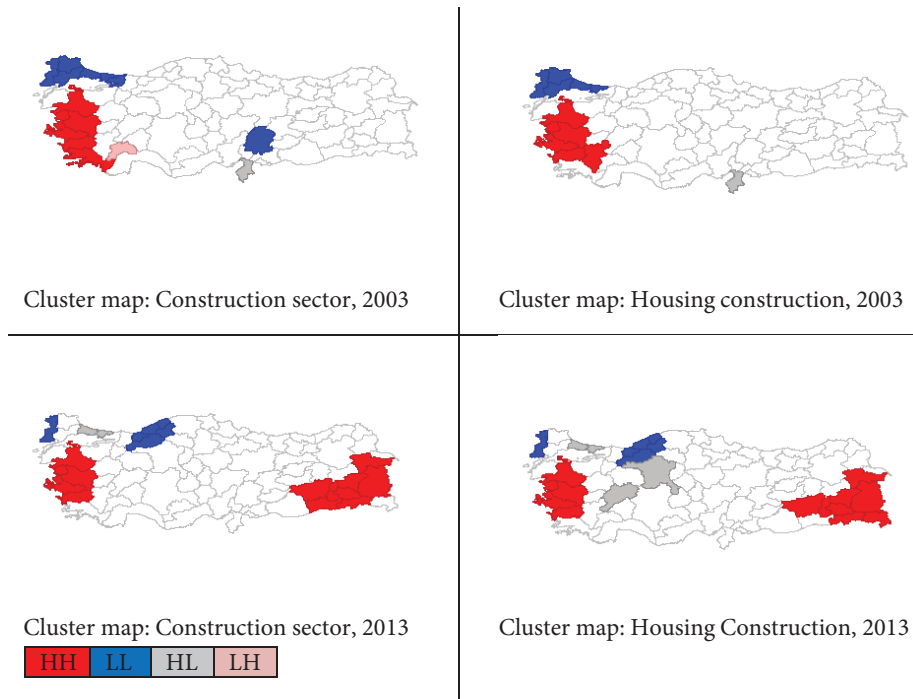 Cluster map: Construction sector, 2003
Cluster map: Housing construction, 2003
Cluster map: Construction sector, 2013
Cluster map: Housing Construction, 2013
HH LL HL LH